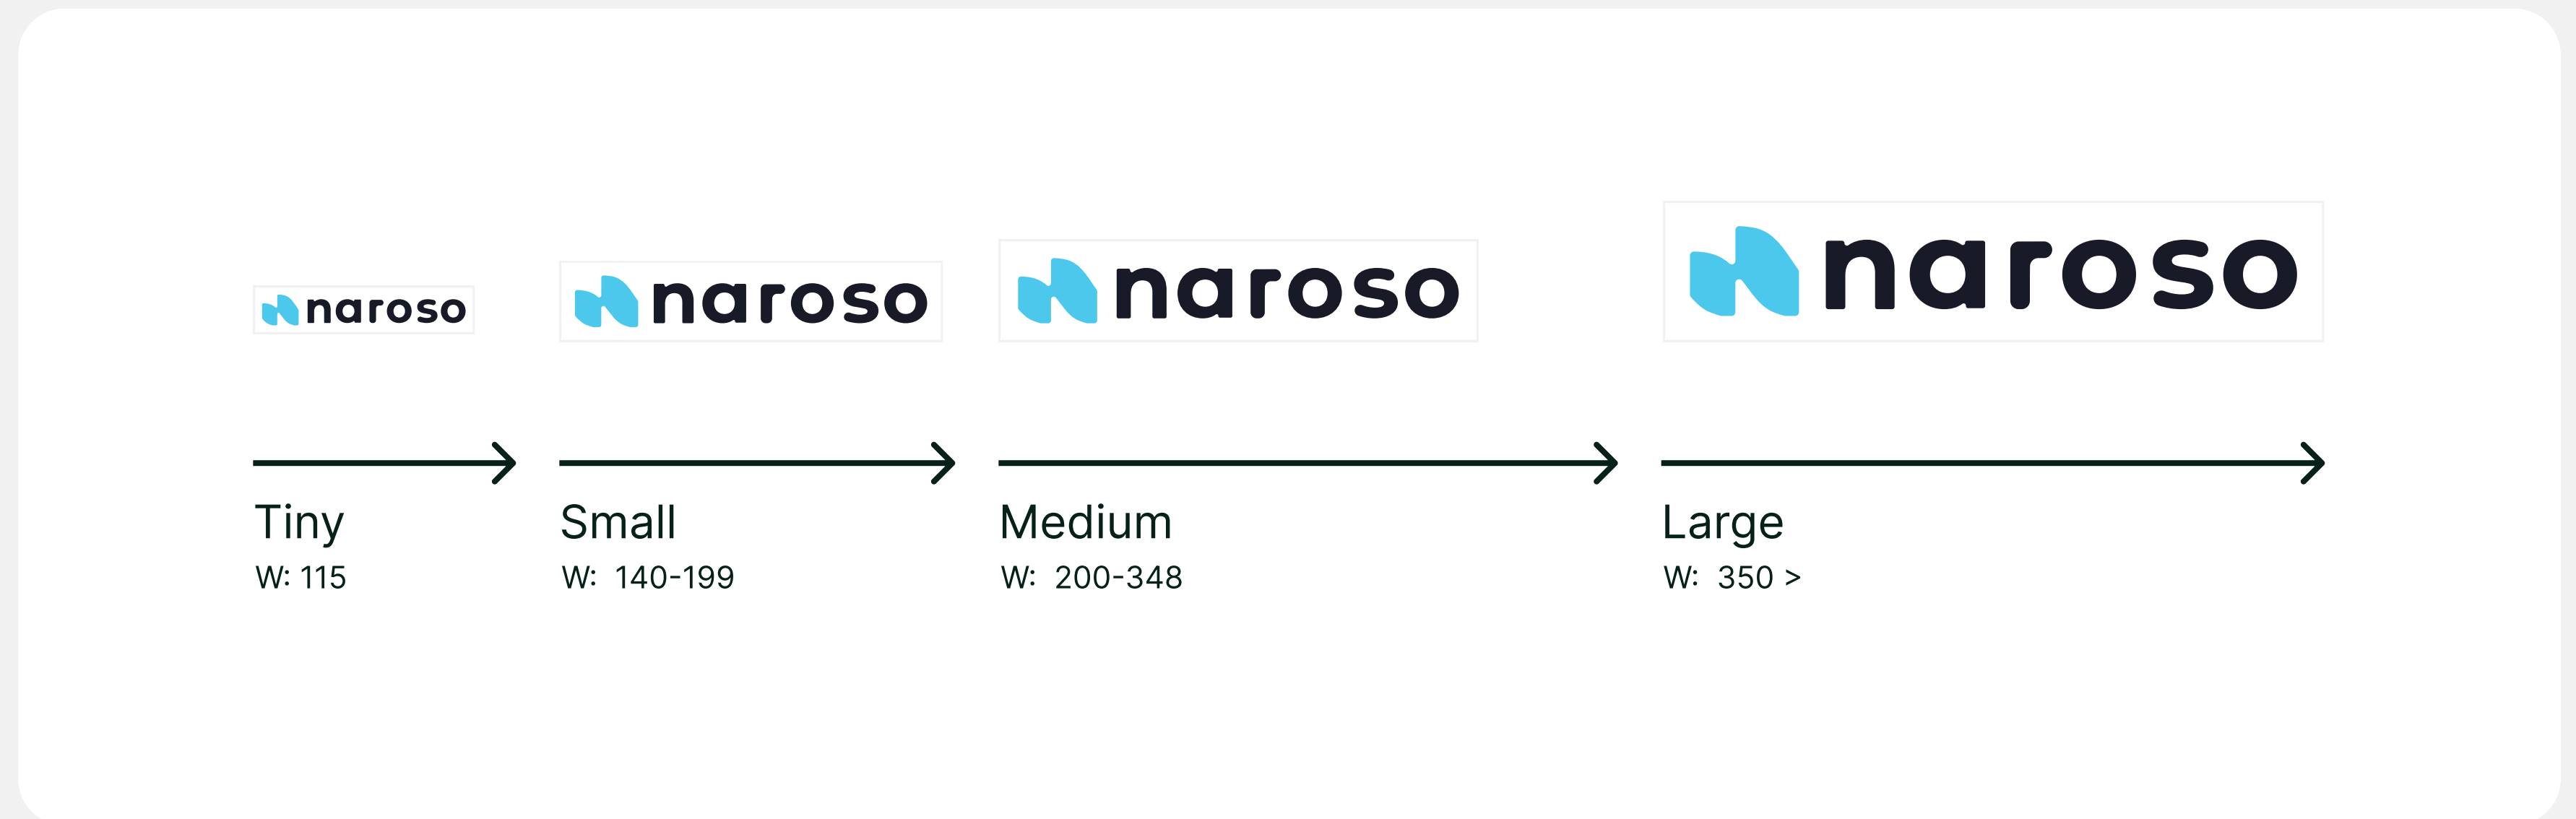 naroso
naroso
naroso
naroso
Tiny
W: 115
Small
W: 140-199
Medium
W: 200-348
Large
W: 350 >